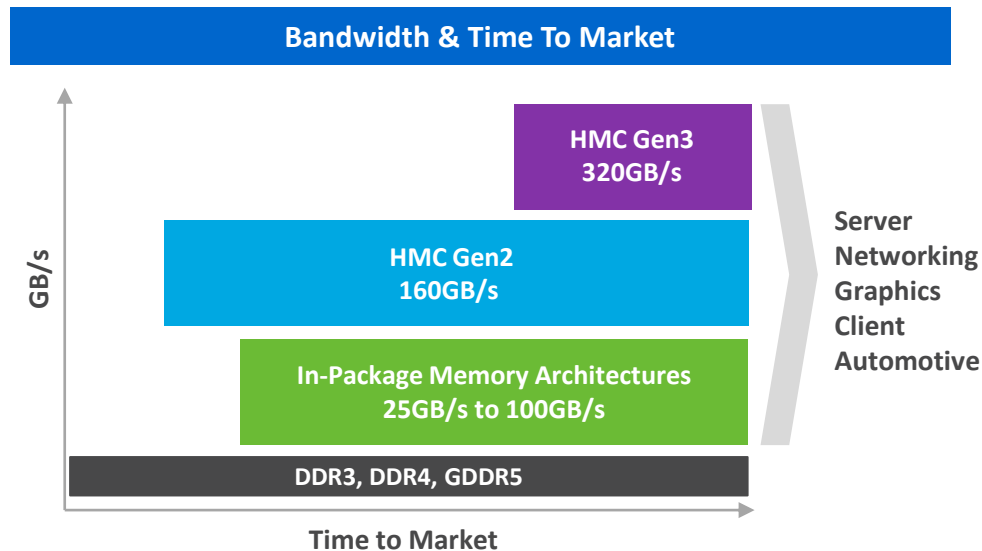 Bandwidth & Time To Market
HMC Gen3
320GB/s
HMC Gen2
160GB/s
In-Package Memory Architectures
25GB/s to 100GB/s
DDR3, DDR4, GDDR5
GB/s
Time to Market
Server
Networking
Graphics
Client
Automotive